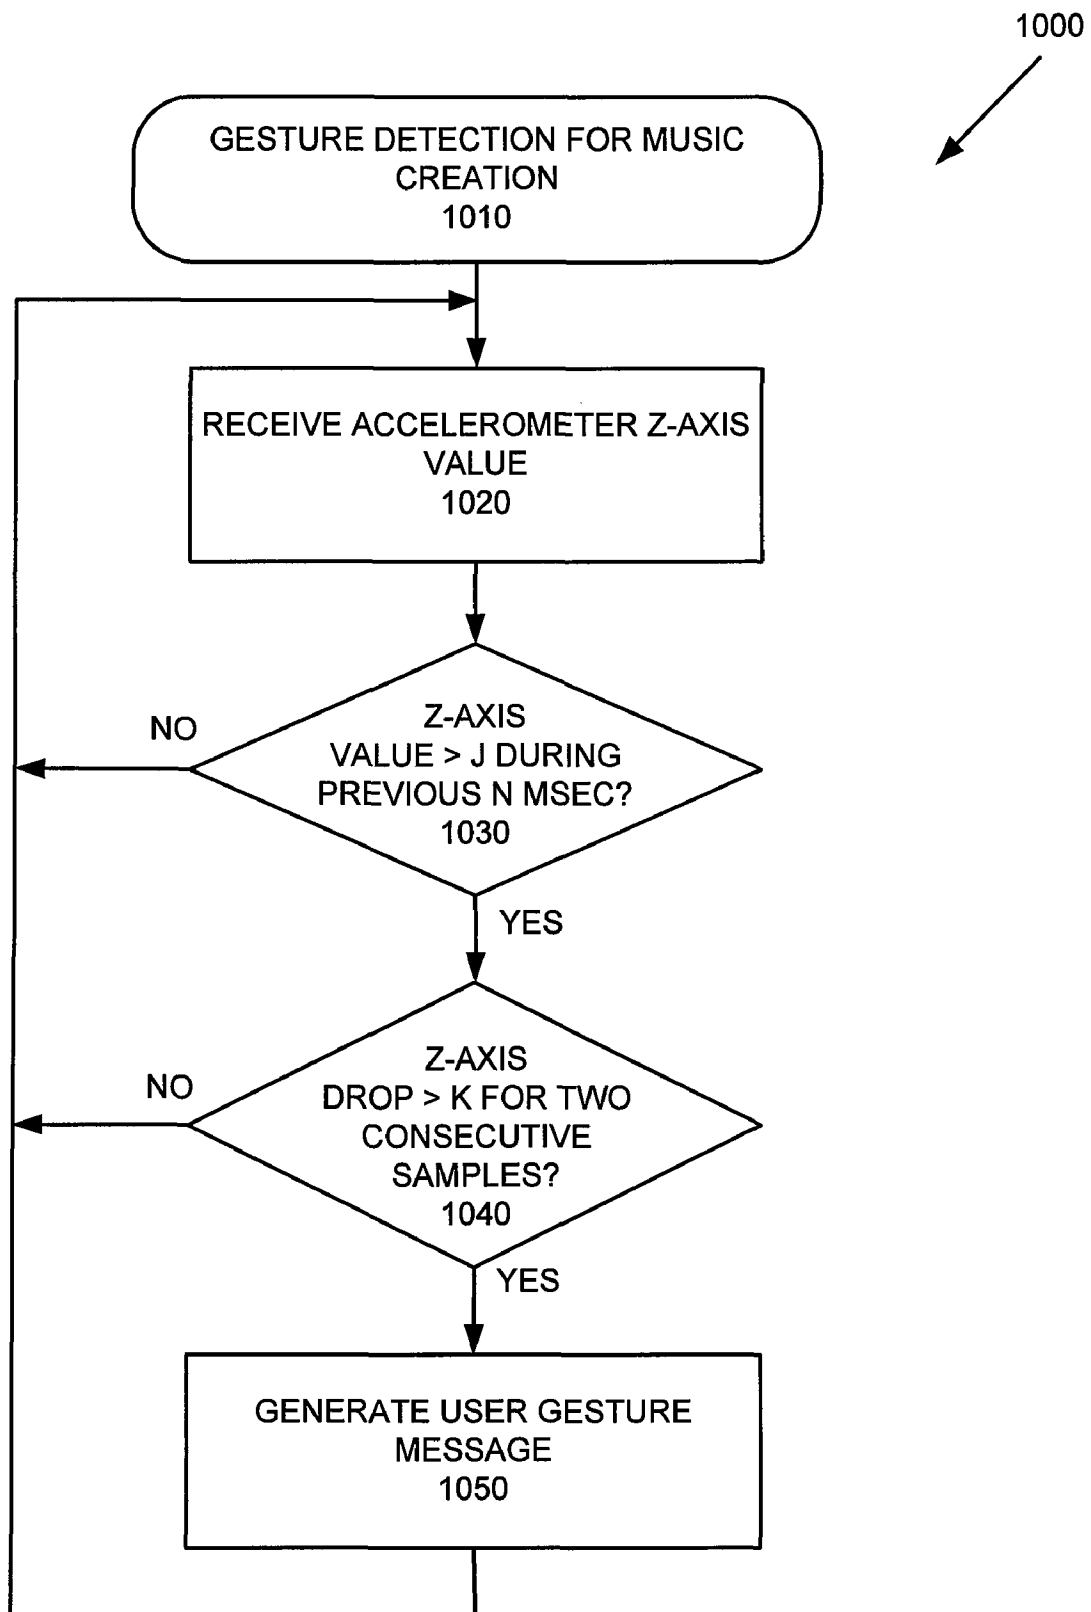 1000
GESTURE DETECTION FOR MUSIC
CREATION
1010
RECEIVE ACCELEROMETER Z-AXIS
VALUE
1020
Z-AXIS
VALUE > J DURING
PREVIOUS N MSEC?
1030
NO
YES
Z-AXIS
DROP > K FOR TWO
CONSECUTIVE
SAMPLES?
1040
NO
YES
GENERATE USER GESTURE
MESSAGE
1050